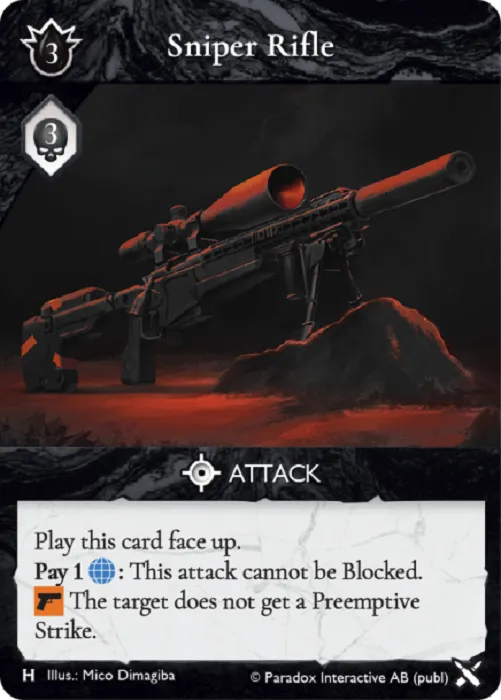 3
Sniper Rifle
3
ATTACK
Play this card face up.
Pay 1 : This attack cannot be Blocked.
The target does not get a Preemptive
Strike.
H Illus.: Mico Dimagiba © Paradox Interactive AB (publ)